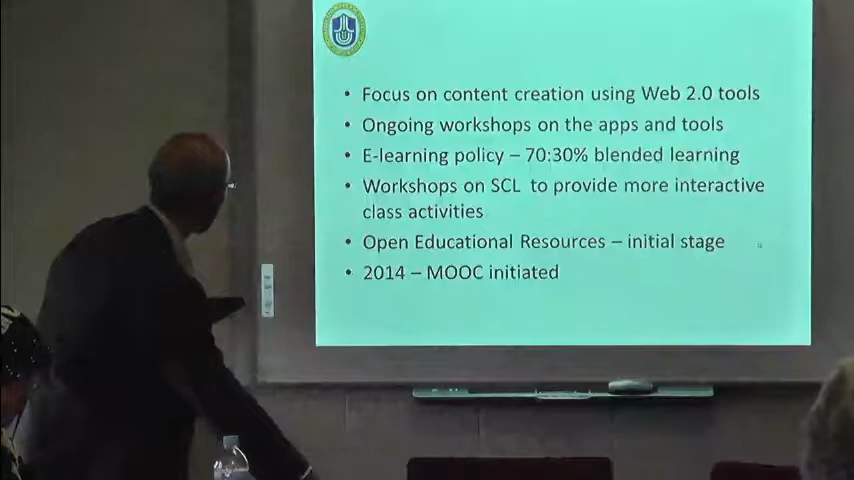 • Focus on content creation using Web 2.0 tools
• Ongoing workshops on the apps and tools
• E-learning policy – 70:30% blended learning
• Workshops on SCL to provide more interactive
class activities
• Open Educational Resources – initial stage
• 2014 – MOOC initiated